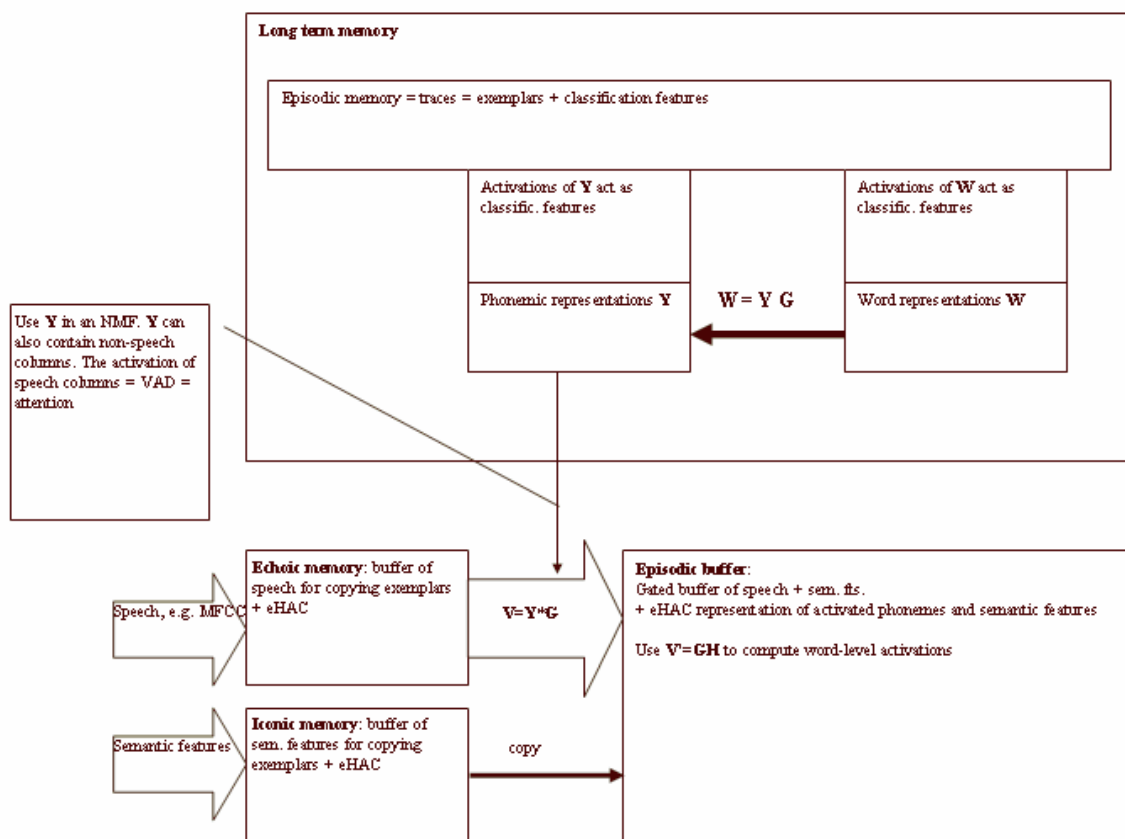 Long term memory
Episodic memory = traces = exemplars + classification features
Activations of Y act as
classific. features
Activations of W act as
classific. features
Phonemic representations Y
W = Y G
Word representations W
Use Y in an NMF. Y can
also contain non-speech
columns. The activation of
speech columns = VAD =
attention
Speech, e.g. MFCC
Echoic memory: buffer of
speech for copying exemplars
+ eHAC
V=Y*G
Episodic buffer:
Gated buffer of speech + sem. fts.
+ eHAC representation of activated phonemes and semantic features
Use V'=GH to compute word-level activations
Semantic features
Iconic memory: buffer of
sem. features for copying
exemplars + eHAC
copy